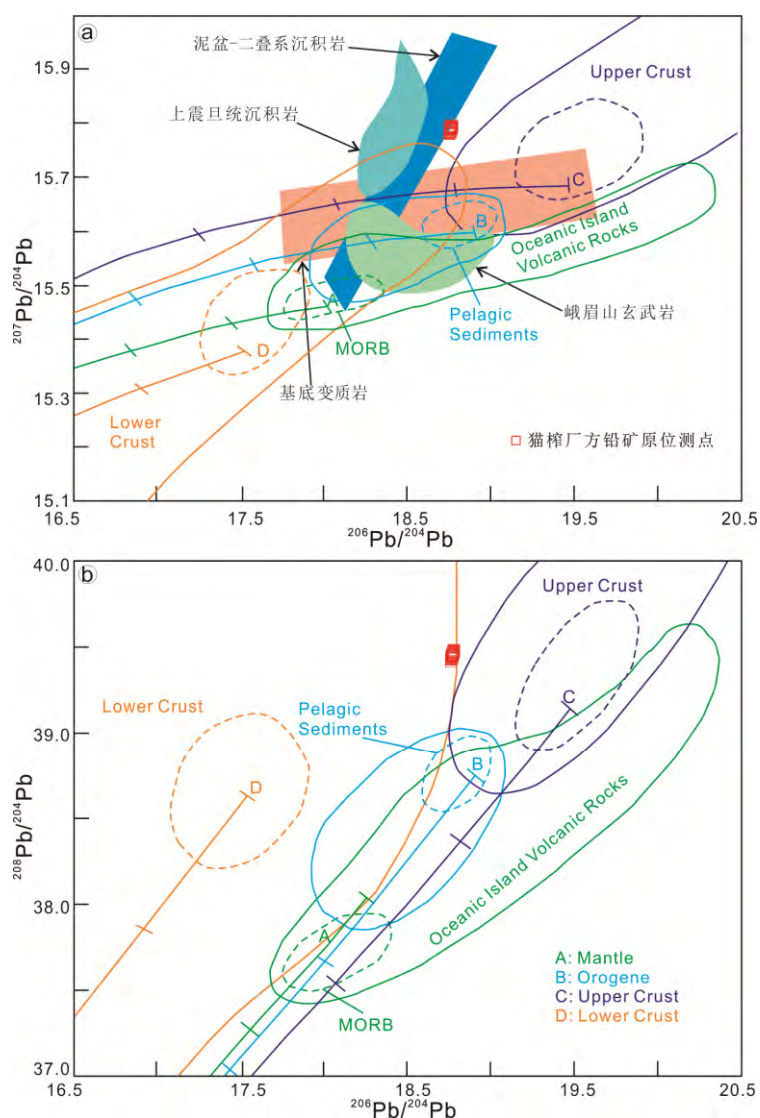 a
泥盆-二叠系沉积岩
上震旦统沉积岩
Upper Crust
C
B
A
D
Oceanic Island
Volcanic Rocks
Pelagic
Sediments
峨眉山玄武岩
MORB
基底变质岩
Lower
Crust
猫榨厂方铅矿原位测点
15.9
15.7
15.5
15.3
15.1
²⁰⁷Pb/²⁰⁴Pb
16.5
17.5
18.5
19.5
20.5
²⁰⁶Pb/²⁰⁴Pb
b
Upper Crust
Lower Crust
Pelagic
Sediments
C
B
D
A
Oceanic Island Volcanic Rocks
MORB
A: Mantle
B: Orogene
C: Upper Crust
D: Lower Crust
40.0
39.0
38.0
37.0
²⁰⁸Pb/²⁰⁴Pb
16.5
17.5
18.5
19.5
20.5
²⁰⁶Pb/²⁰⁴Pb